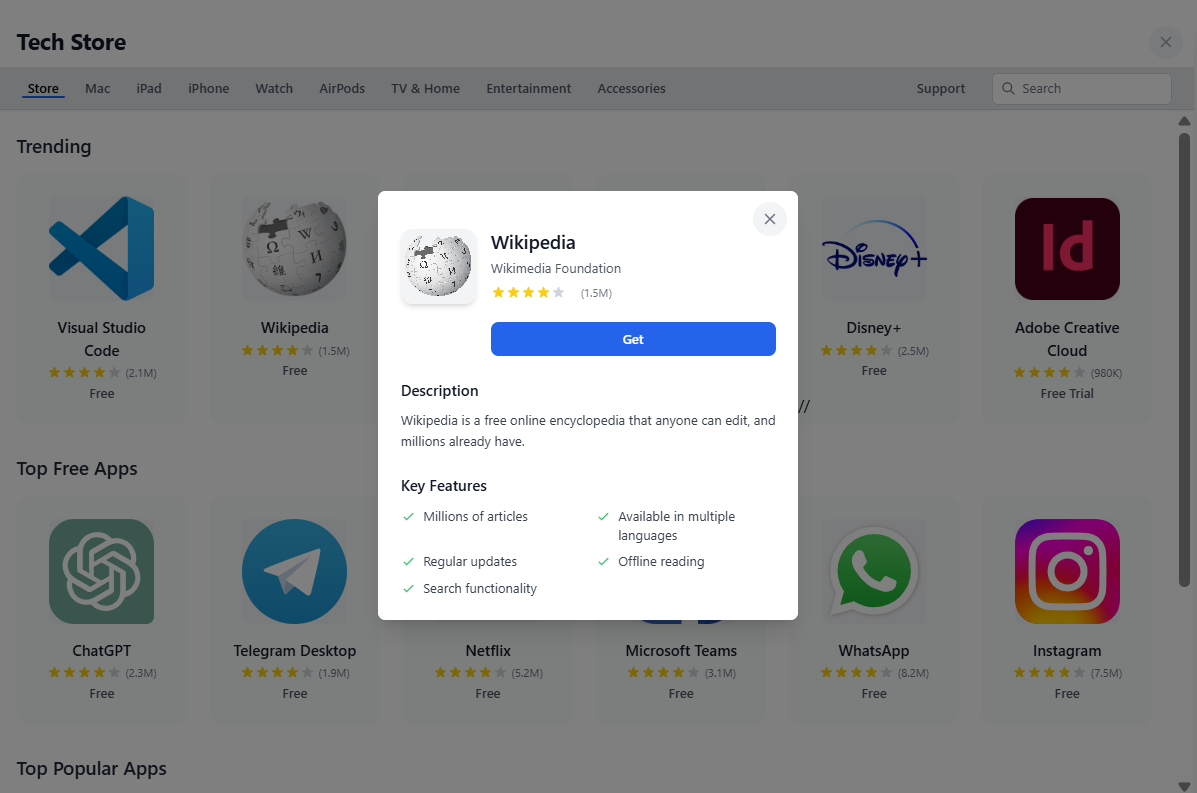 Tech Store
Store Mac iPad iPhone Watch AirPods TV & Home Entertainment Accessories Support Search
Trending
Visual Studio
Code
(2.1M)
Free
Wikipedia
(1.5M)
Free
Disney+
Disney+
(2.5M)
Free
Id
Adobe Creative
Cloud
(980K)
Free Trial
Wikipedia
Wikimedia Foundation
(1.5M)
Get
Description
Wikipedia is a free online encyclopedia that anyone can edit, and
millions already have.
Key Features
Millions of articles
Available in multiple
languages
Regular updates
Offline reading
Search functionality
//
Top Free Apps
ChatGPT
(2.3M)
Free
Telegram Desktop
(1.9M)
Free
Netflix
(5.2M)
Free
Microsoft Teams
(3.1M)
Free
WhatsApp
(8.2M)
Free
Instagram
(7.5M)
Free
Top Popular Apps